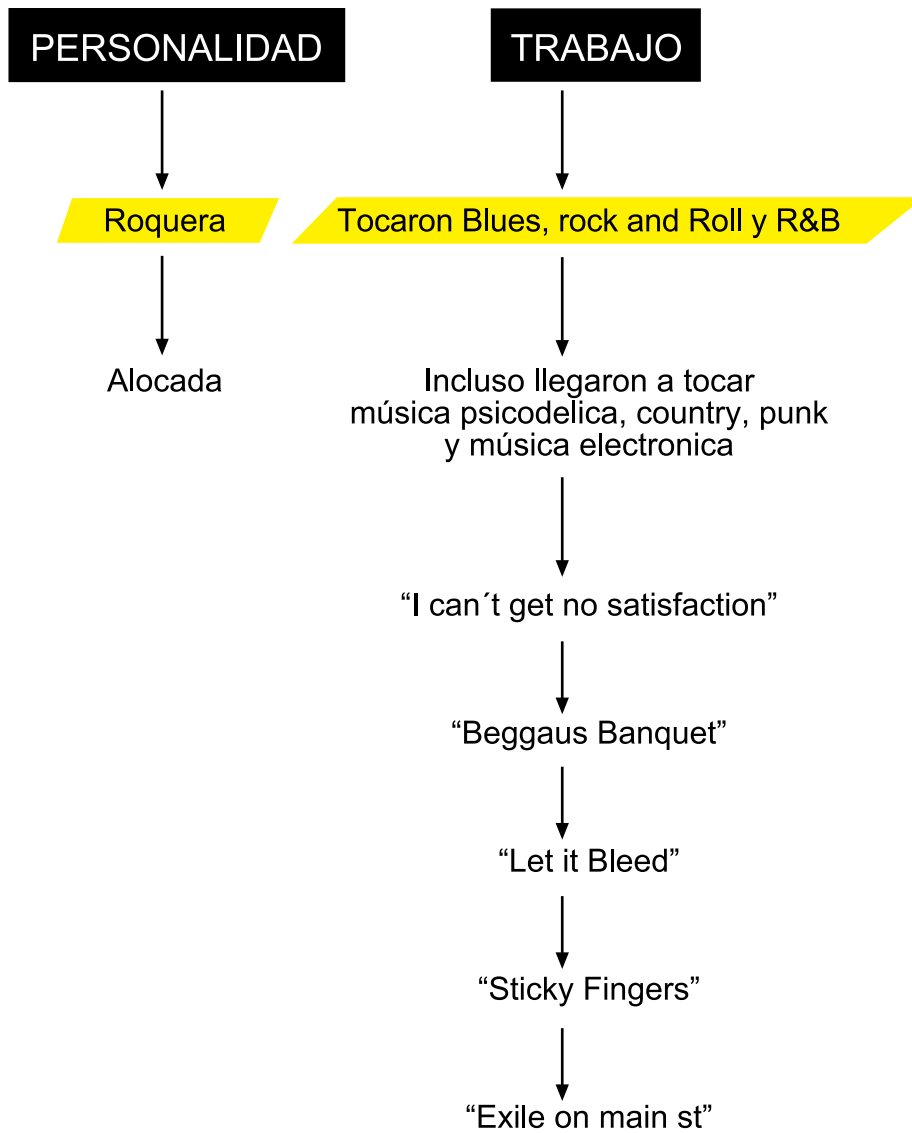 PERSONALIDAD
Roquera
Alocada
TRABAJO
Tocaron Blues, rock and Roll y R&B
Incluso llegaron a tocar
música psicodelica, country, punk
y música electronica
“I can´t get no satisfaction”
“Beggaus Banquet”
“Let it Bleed”
“Sticky Fingers”
“Exile on main st”